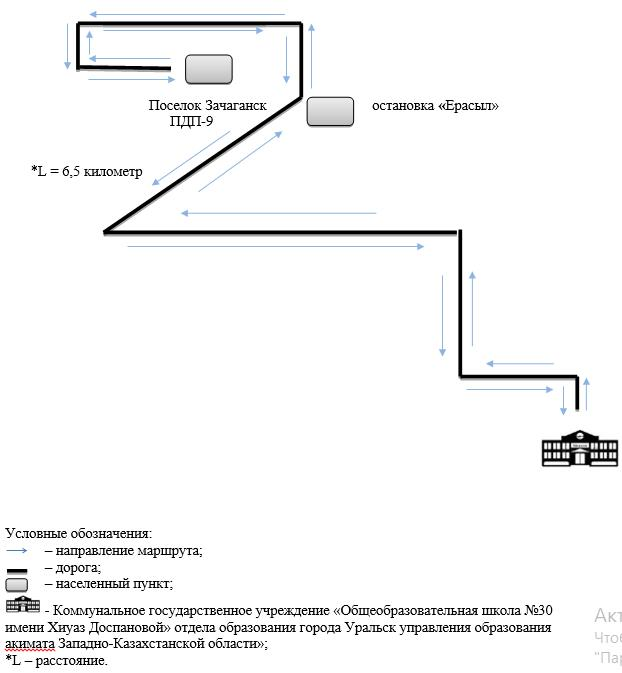 Поселок Зачаганск
ПДП-9
остановка «Ерасыл»
*L = 6,5 километр
Условные обозначения:
– направление маршрута;
– дорога;
– населенный пункт;
- Коммунальное государственное учреждение «Общеобразовательная школа №30
имени Хиуаз Доспановой» отдела образования города Уральск управления образования
акимата Западно-Казахстанской области»;
*L – расстояние.